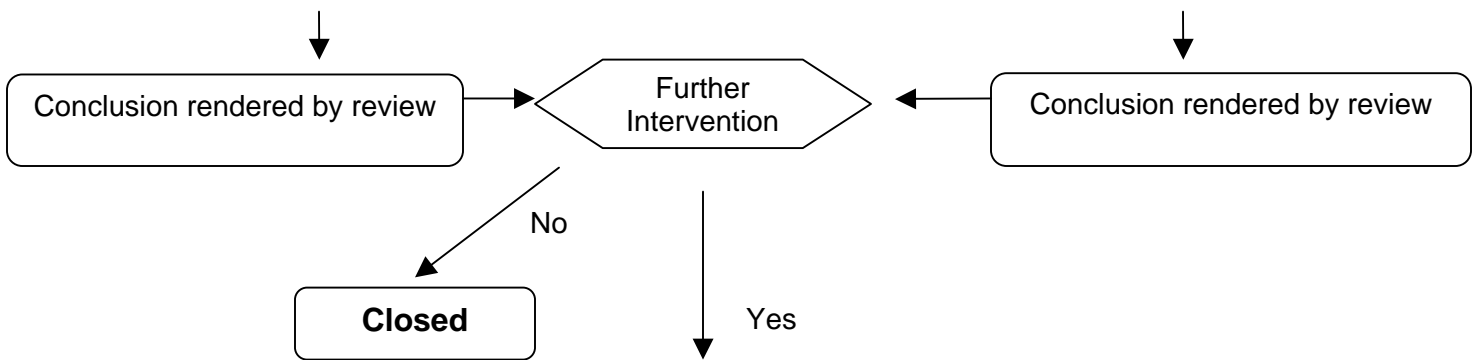 Conclusion rendered by review
Further
Intervention
Conclusion rendered by review
No
Closed
Yes